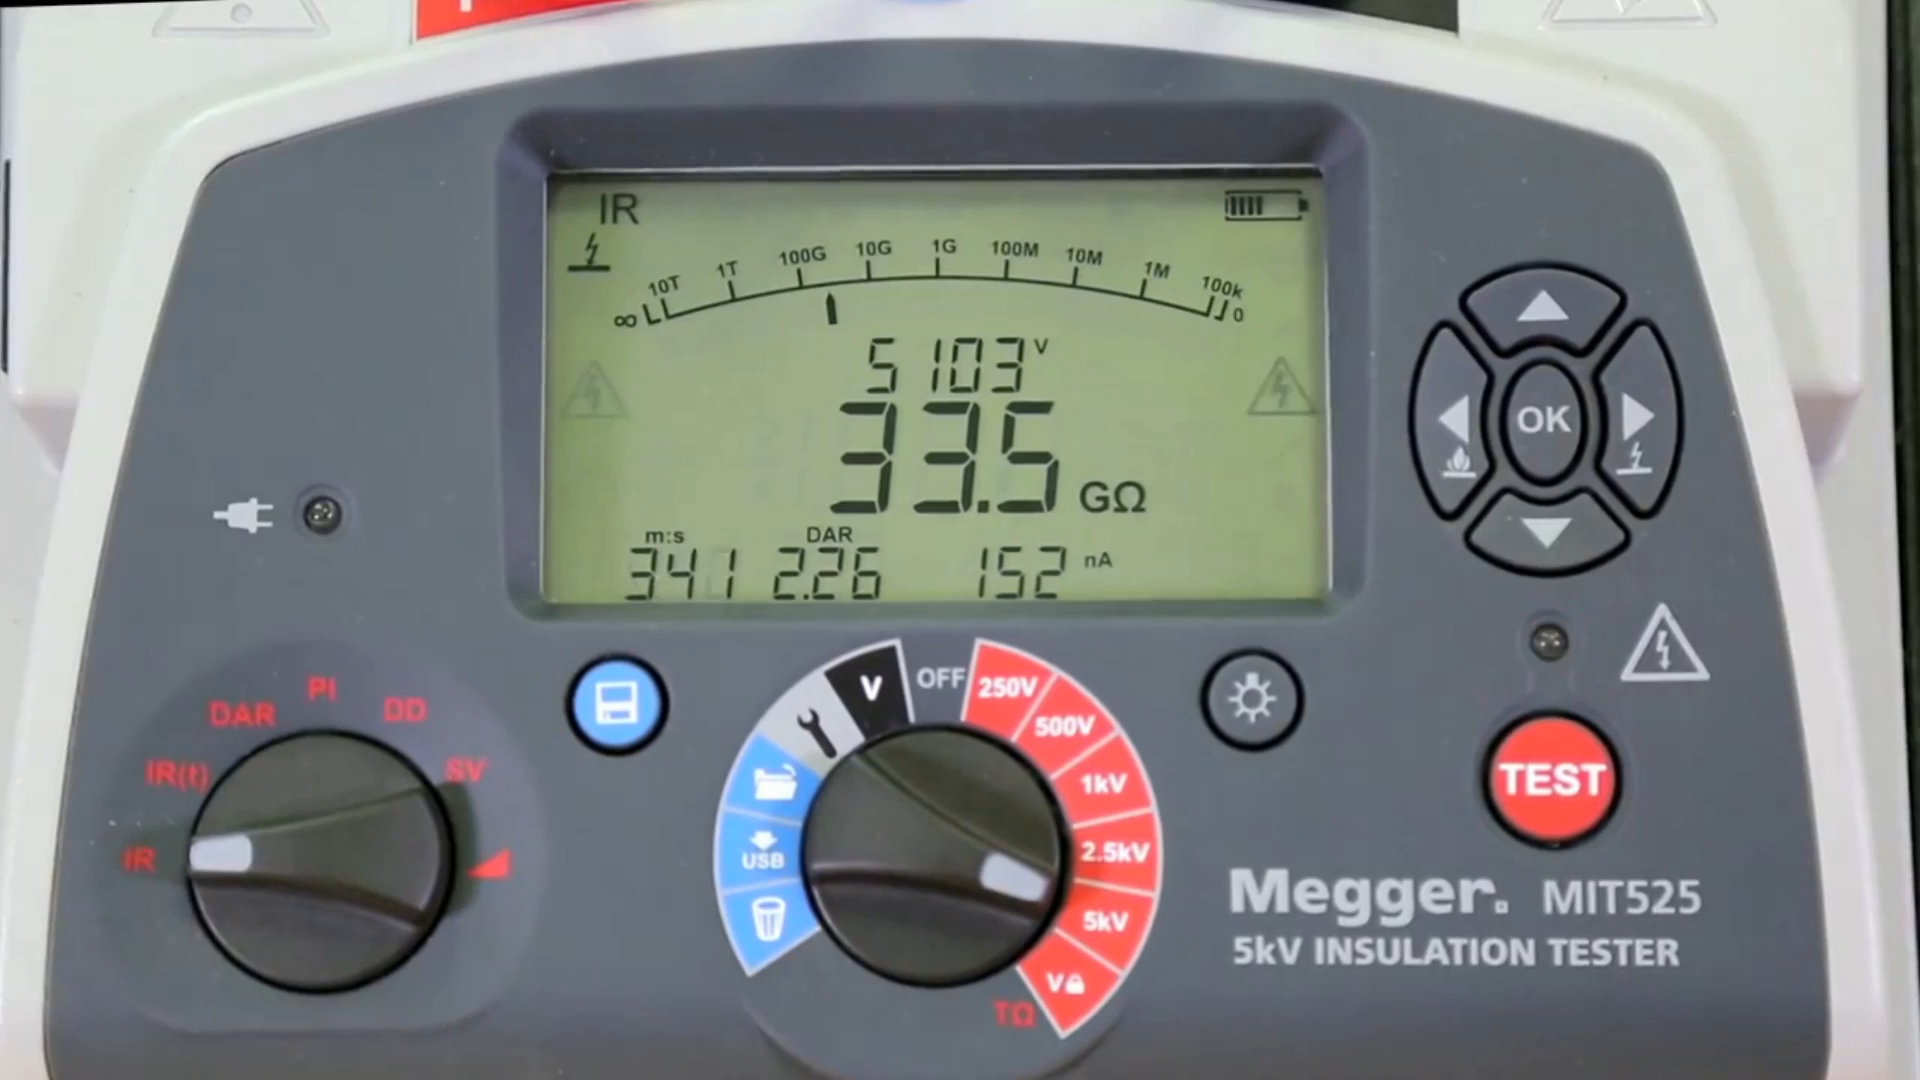 IR
10T 1T 100G 10G 1G 100M 10M 1M 100k
∞ 0
5103 V
33.5 GΩ
m:s DAR
341 2.26 152 nA
OK
IR IR(t) DAR PI DD SV
V OFF 250V 500V 1kV 2.5kV 5kV V
TΩ
USB
TEST
Megger. MIT525
5kV INSULATION TESTER